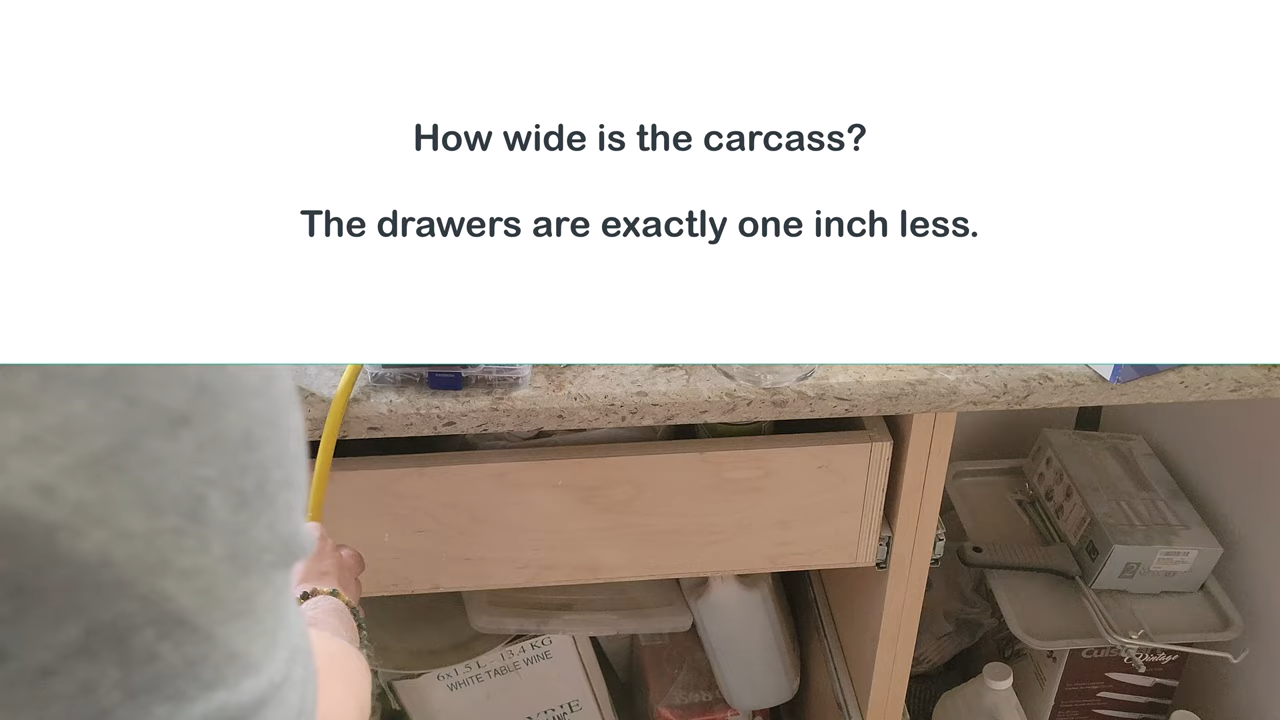 How wide is the carcass?
The drawers are exactly one inch less.
6x1.5 L - 13.4 KG
WHITE TABLE WINE
Vintage